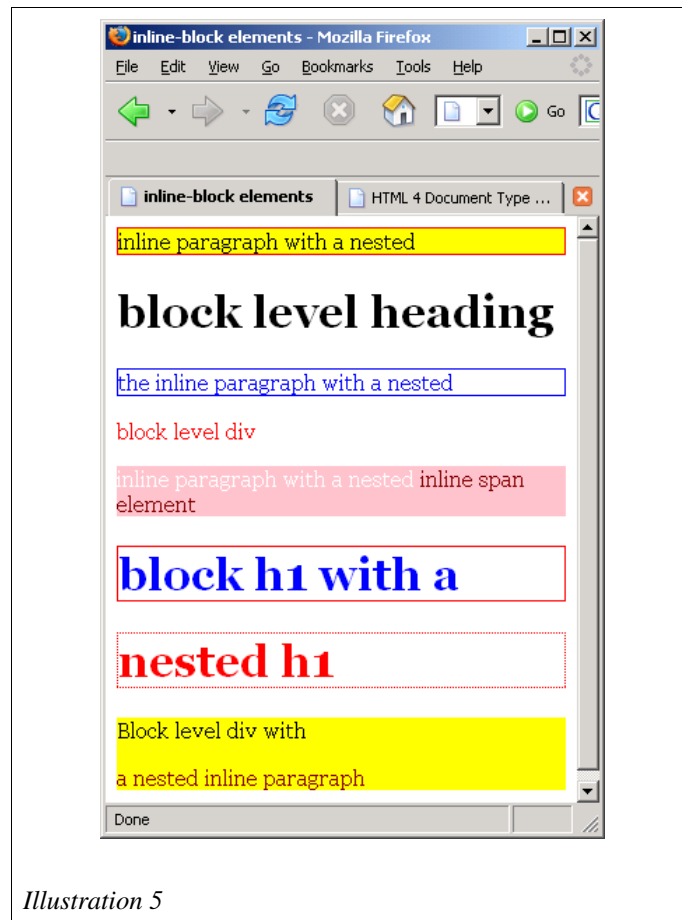 inline-block elements - Mozilla Firefox
File Edit View Go Bookmarks Tools Help
Go
inline-block elements HTML 4 Document Type ...
inline paragraph with a nested
block level heading
the inline paragraph with a nested
block level div
inline paragraph with a nested inline span
element
block h1 with a
nested h1
Block level div with
a nested inline paragraph
Done
Illustration 5